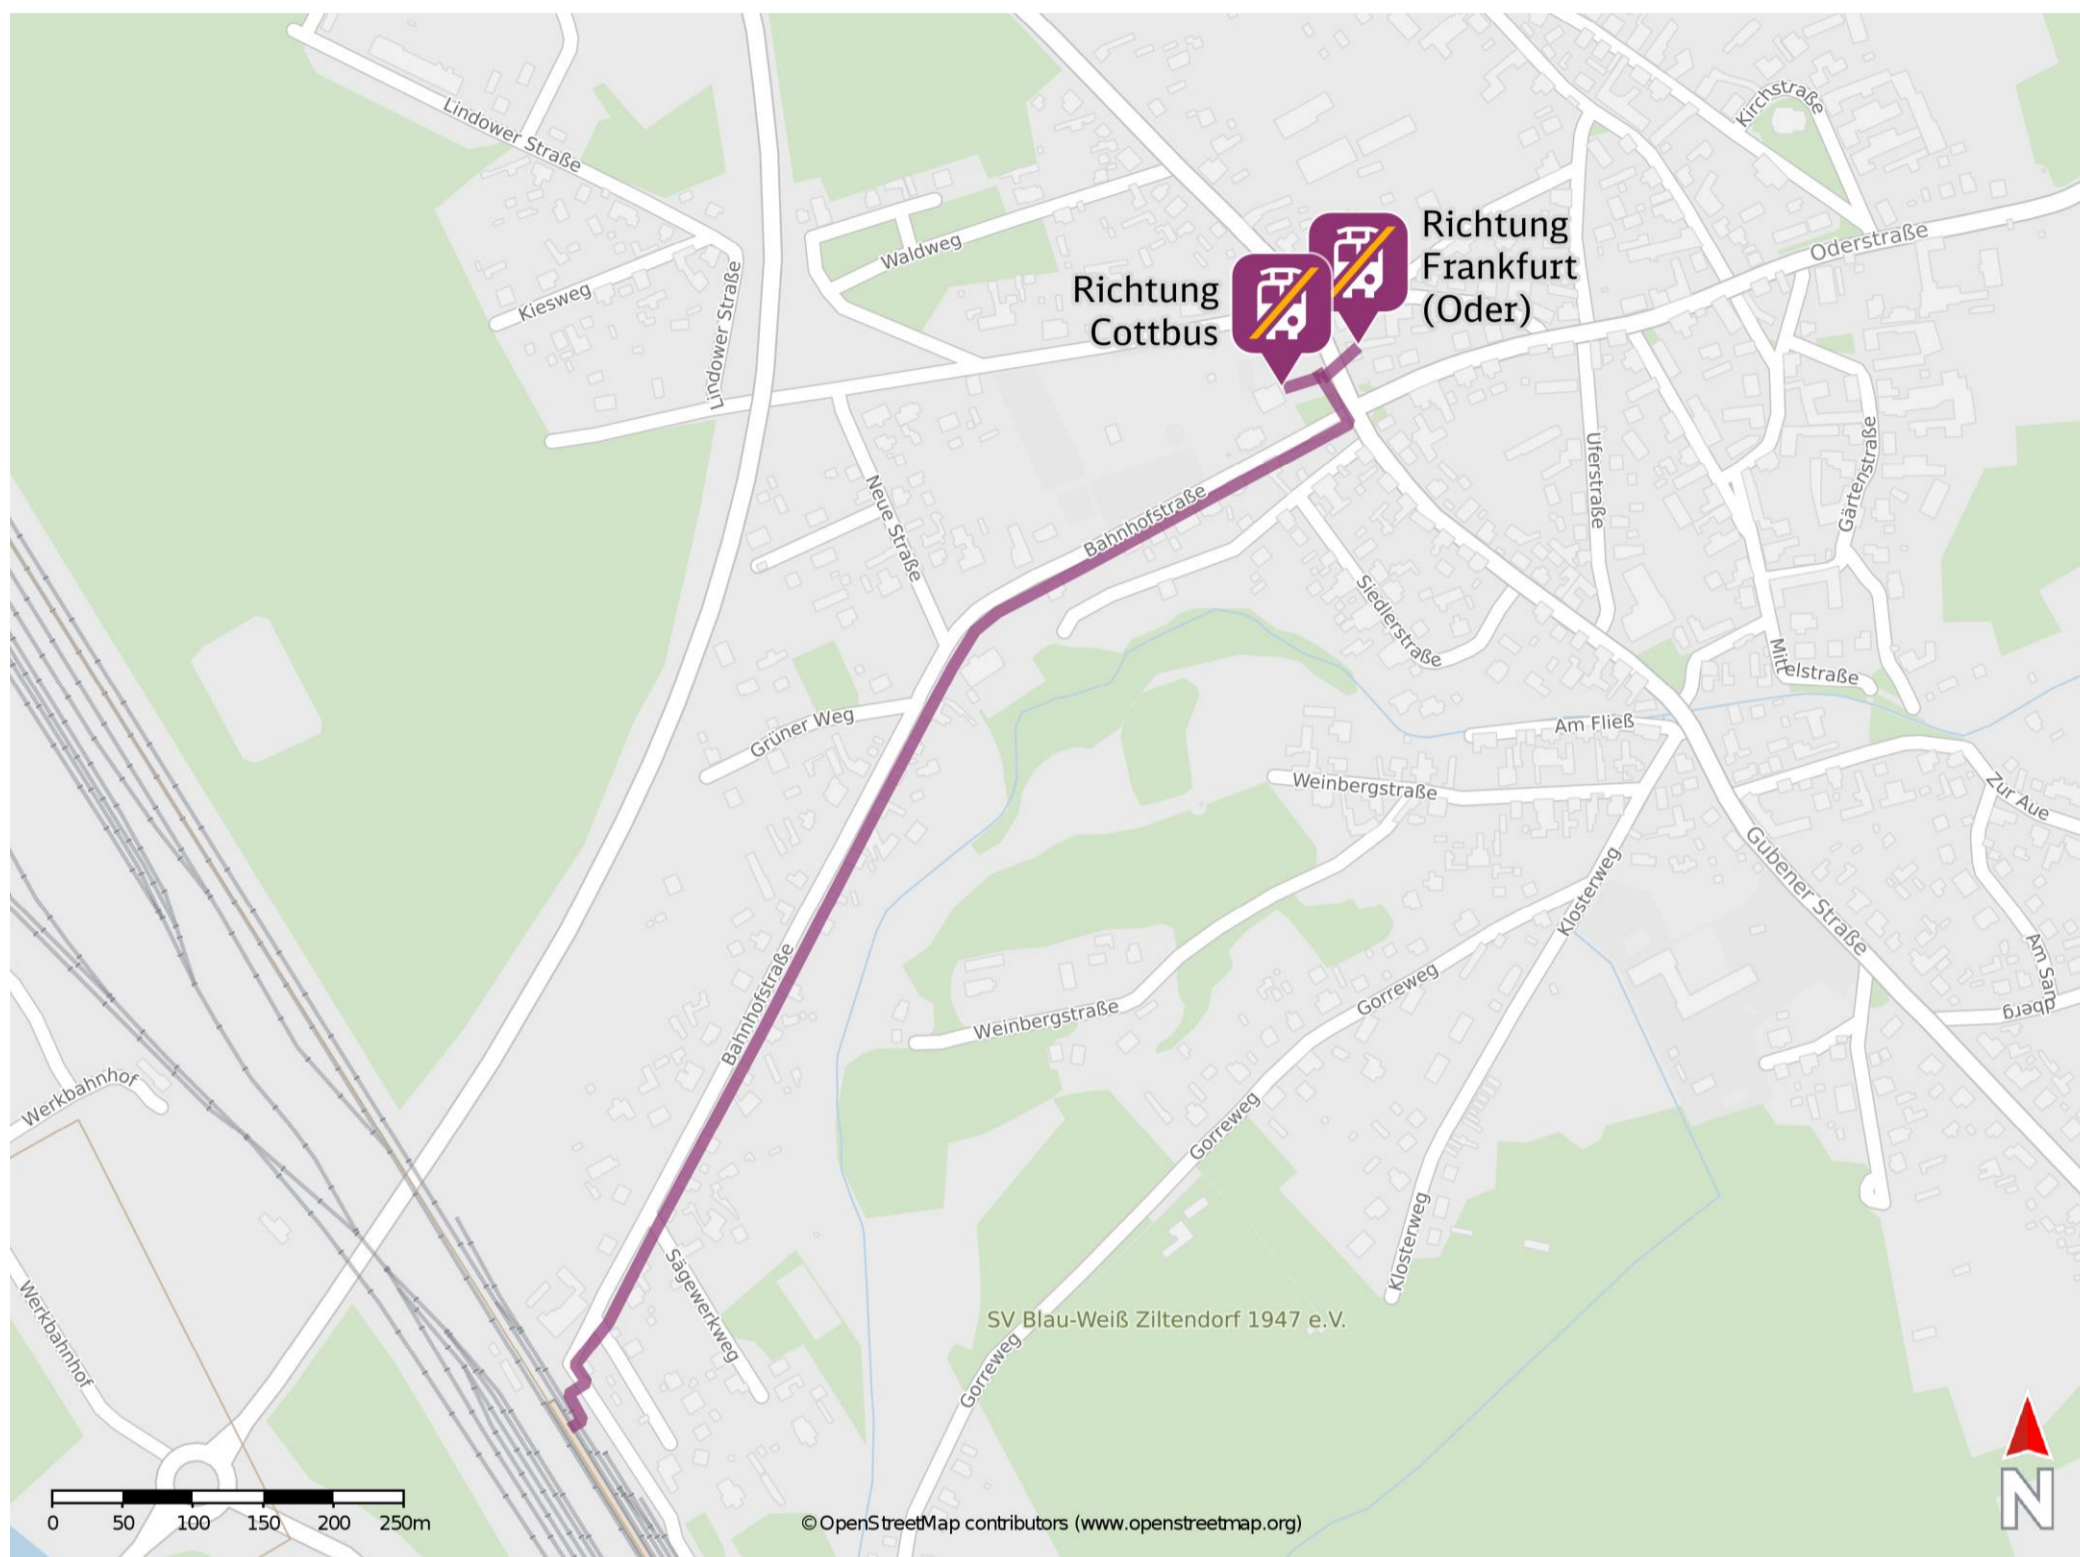 Kirchstraße
Lindower Straße
Richtung
Frankfurt
(Oder)
Oderstraße
Waldweg
Richtung
Cottbus
Kiesweg
Lindower Straße
Uferstraße
Gärtenstraße
Neue Straße
Bahnhofstraße
Siedlerstraße
Mittelstraße
Grüner Weg
Am Fließ
Weinbergstraße
Zur Aue
Gubener Straße
Klosterweg
Am Sandberg
Bahnhofstraße
Gorreweg
Weinbergstraße
Werkbahnhof
Gorreweg
Klosterweg
Sägewerkweg
Werkbahnhof
SV Blau-Weiß Ziltendorf 1947 e.V.
Gorreweg
N
0 50 100 150 200 250m
© OpenStreetMap contributors (www.openstreetmap.org)